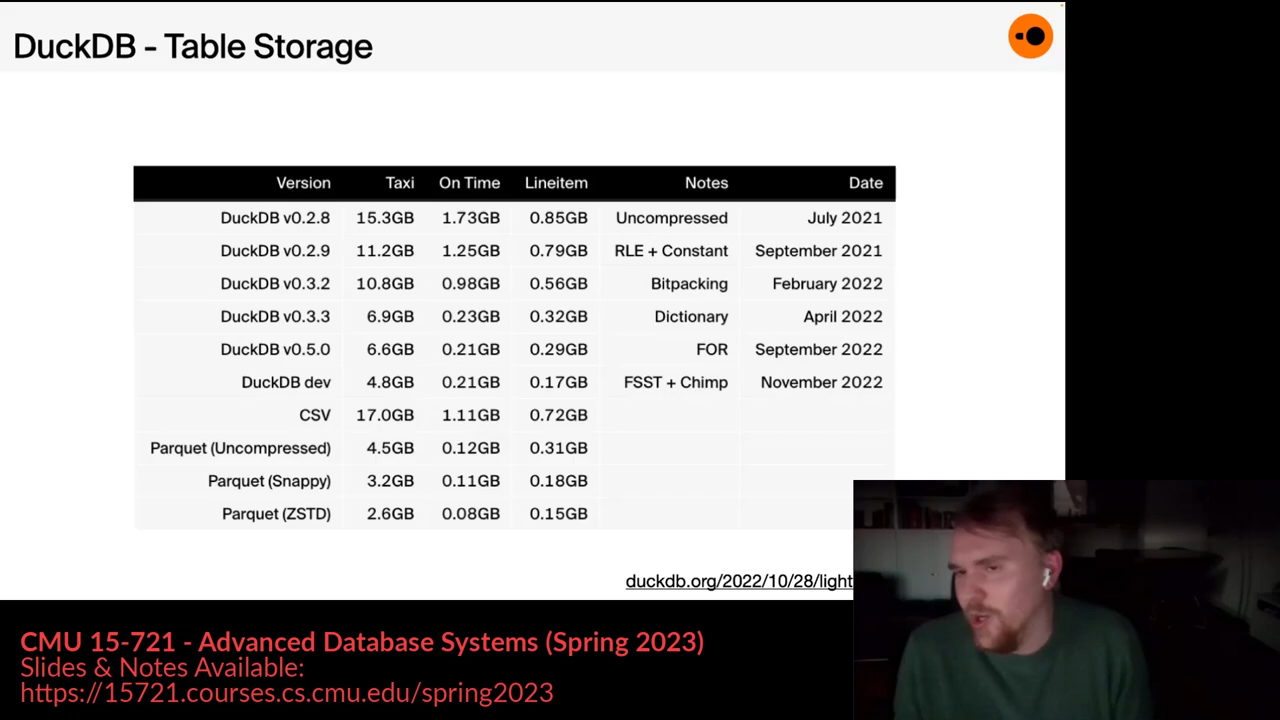 DuckDB - Table Storage
Version Taxi On Time Lineitem Notes Date
DuckDB v0.2.8 15.3GB 1.73GB 0.85GB Uncompressed July 2021
DuckDB v0.2.9 11.2GB 1.25GB 0.79GB RLE + Constant September 2021
DuckDB v0.3.2 10.8GB 0.98GB 0.56GB Bitpacking February 2022
DuckDB v0.3.3 6.9GB 0.23GB 0.32GB Dictionary April 2022
DuckDB v0.5.0 6.6GB 0.21GB 0.29GB FOR September 2022
DuckDB dev 4.8GB 0.21GB 0.17GB FSST + Chimp November 2022
CSV 17.0GB 1.11GB 0.72GB
Parquet (Uncompressed) 4.5GB 0.12GB 0.31GB
Parquet (Snappy) 3.2GB 0.11GB 0.18GB
Parquet (ZSTD) 2.6GB 0.08GB 0.15GB
duckdb.org/2022/10/28/light
CMU 15-721 - Advanced Database Systems (Spring 2023)
Slides & Notes Available:
https://15721.courses.cs.cmu.edu/spring2023